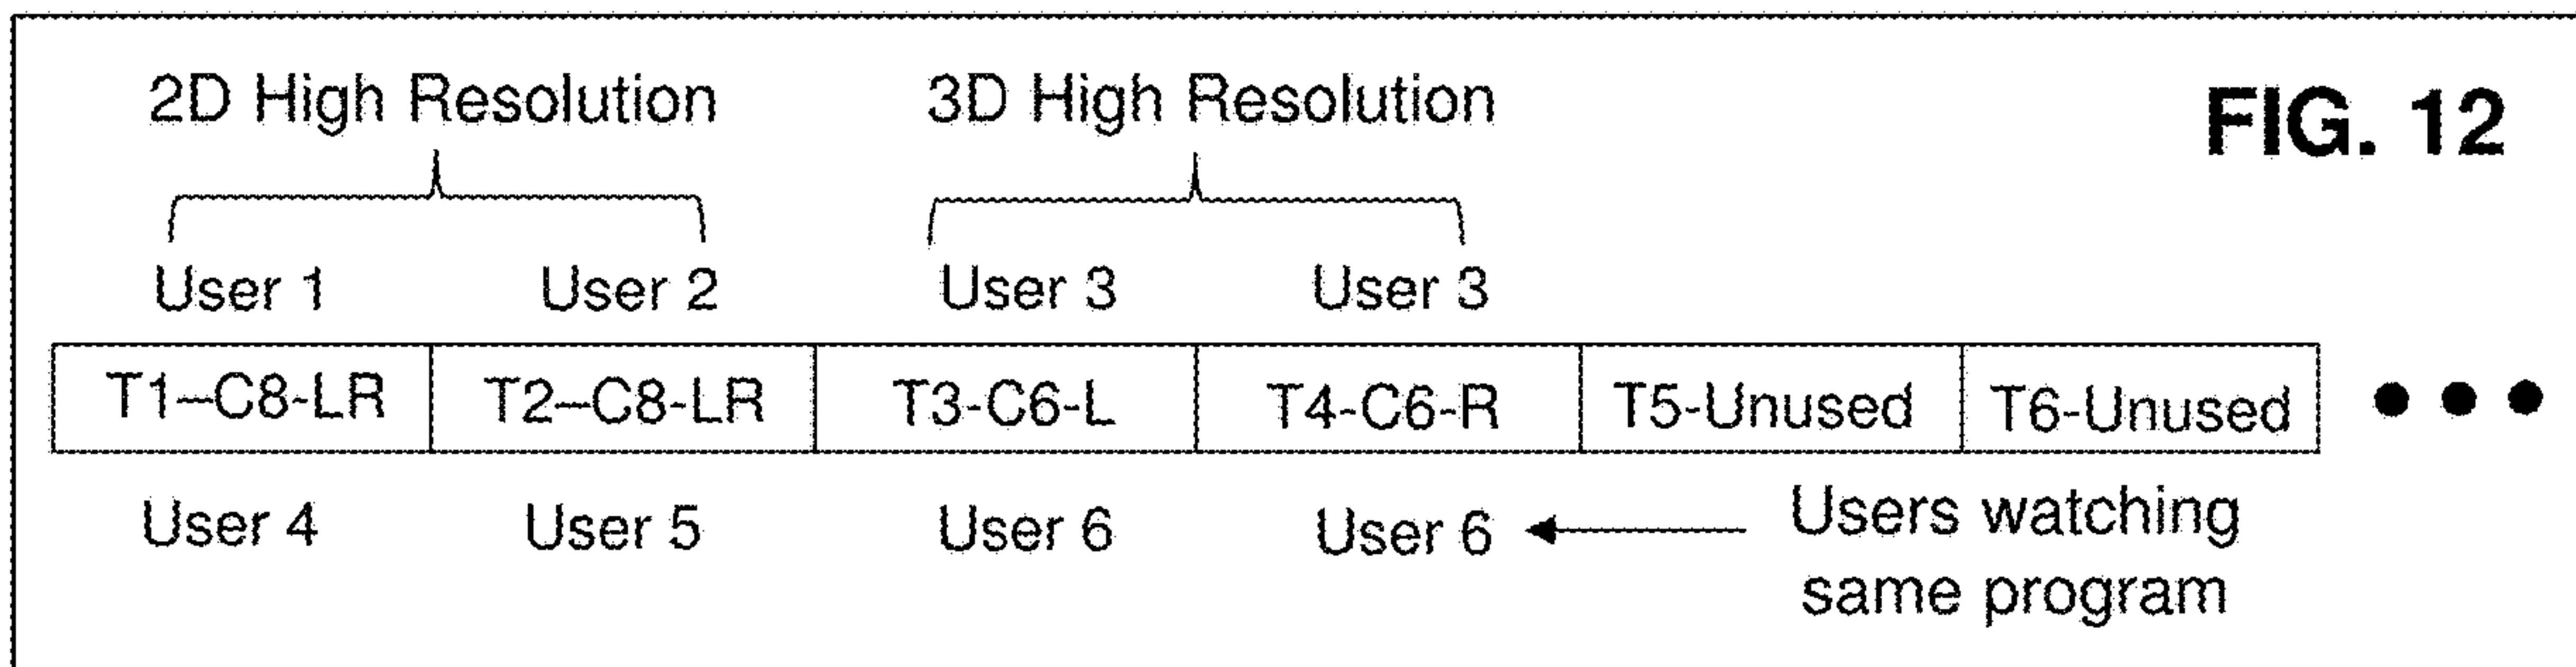 2D High Resolution 3D High Resolution FIG. 12
User 1 User 2 User 3 User 3
T1–C8-LR T2–C8-LR T3-C6-L T4-C6-R T5-Unused T6-Unused
User 4 User 5 User 6 User 6 Users watching
same program